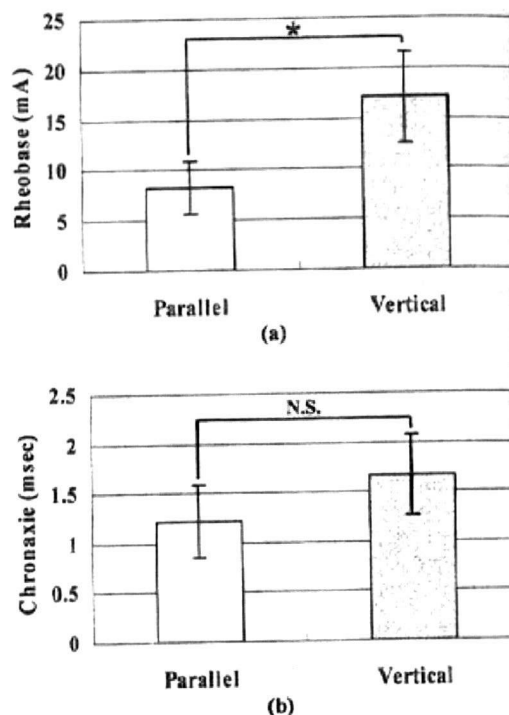 25
20
15
10
5
0
Rheobase (mA)
*
Parallel Vertical
(a)
2.5
2
1.5
1
0.5
0
Chronaxie (msec)
N.S.
Parallel Vertical
(b)